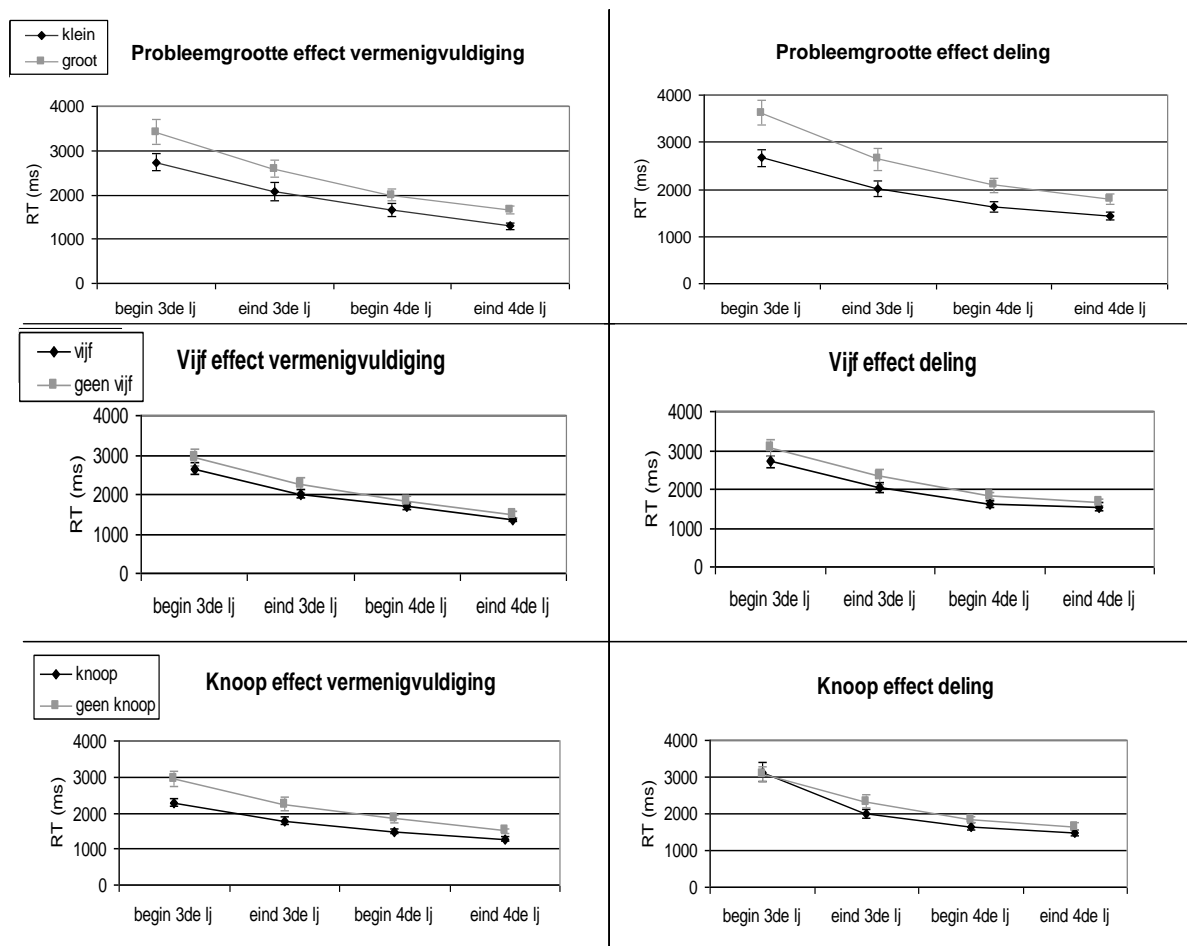 klein
groot
Probleemgrootte effect vermenigvuldiging
RT (ms)
4000
3000
2000
1000
0
begin 3de lj eind 3de lj begin 4de lj eind 4de lj
Probleemgrootte effect deling
RT (ms)
4000
3000
2000
1000
0
begin 3de lj eind 3de lj begin 4de lj eind 4de lj
vijf
geen vijf
Vijf effect vermenigvuldiging
RT (ms)
4000
3000
2000
1000
0
begin 3de lj eind 3de lj begin 4de lj eind 4de lj
Vijf effect deling
RT (ms)
4000
3000
2000
1000
0
begin 3de lj eind 3de lj begin 4de lj eind 4de lj
knoop
geen knoop
Knoop effect vermenigvuldiging
RT (ms)
4000
3000
2000
1000
0
begin 3de lj eind 3de lj begin 4de lj eind 4de lj
Knoop effect deling
RT (ms)
4000
3000
2000
1000
0
begin 3de lj eind 3de lj begin 4de lj eind 4de lj